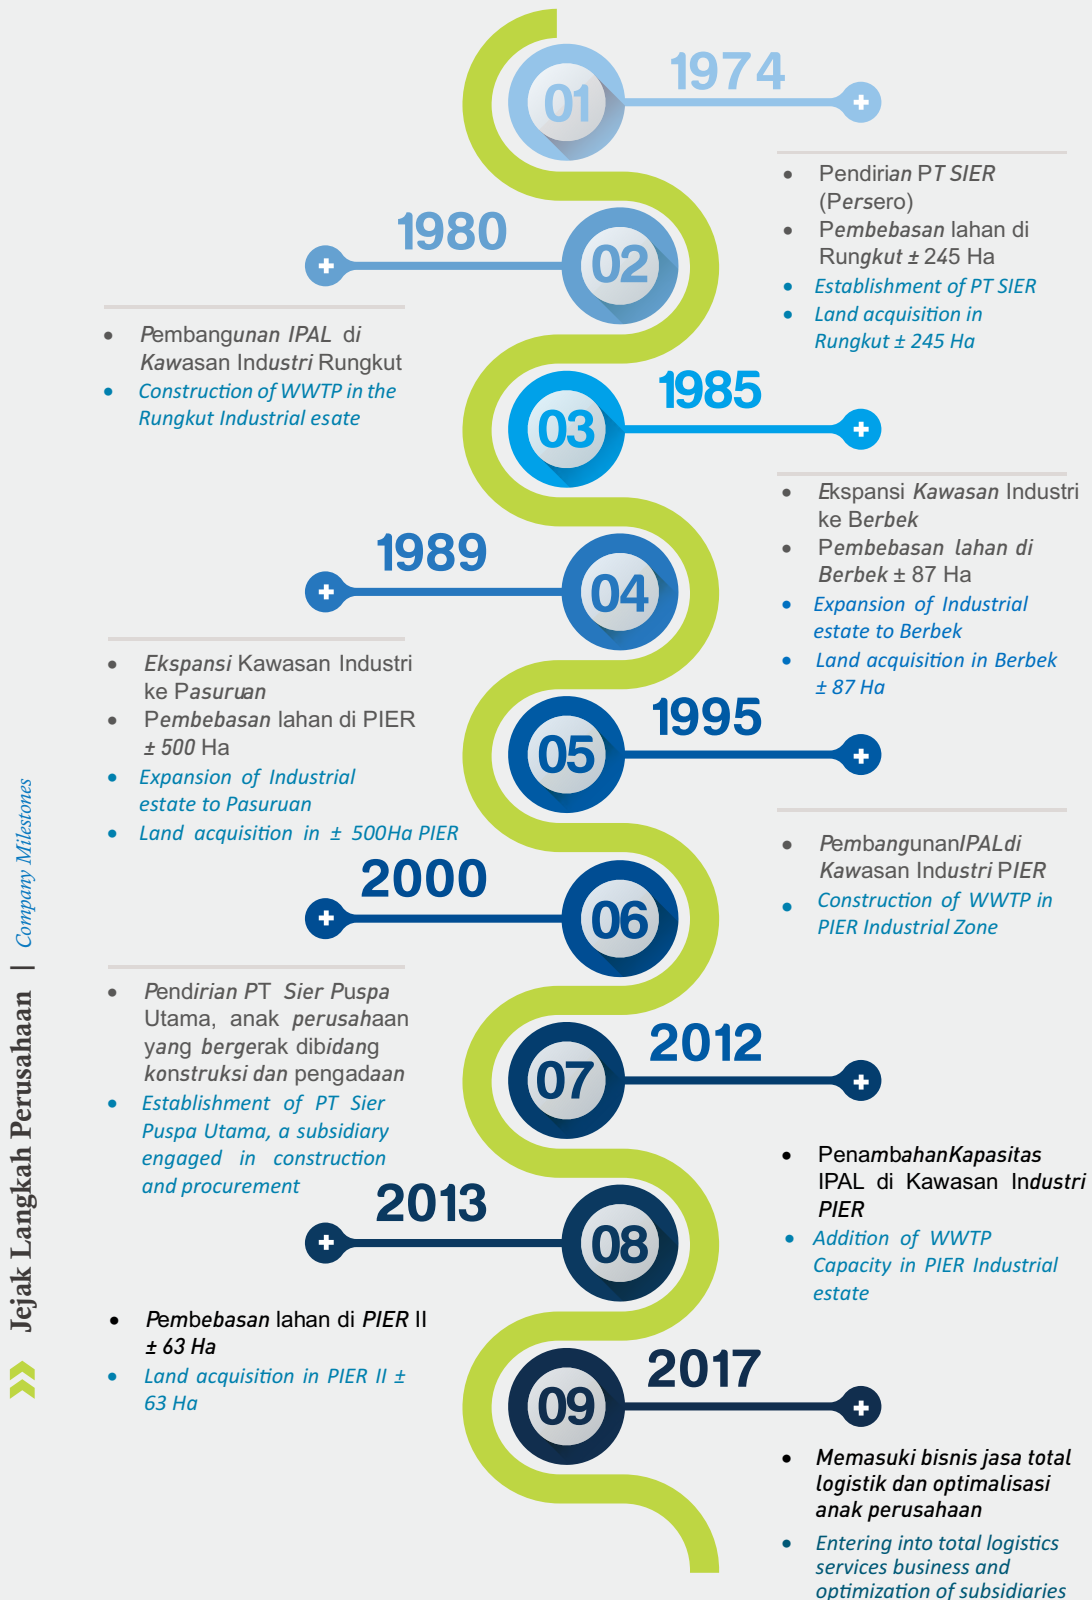 01
1974
Pendirian PT SIER
(Persero)
Pembebasan lahan di
Rungkut ± 245 Ha
Establishment of PT SIER
Land acquisition in
Rungkut ± 245 Ha
1980
02
Pembangunan IPAL di
Kawasan Industri Rungkut
Construction of WWTP in the
Rungkut Industrial esate
1985
03
Ekspansi Kawasan Industri
ke Berbek
Pembebasan lahan di
Berbek ± 87 Ha
Expansion of Industrial
estate to Berbek
Land acquisition in Berbek
± 87 Ha
1989
04
Ekspansi Kawasan Industri
ke Pasuruan
Pembebasan lahan di PIER
± 500 Ha
Expansion of Industrial
estate to Pasuruan
Land acquisition in ± 500Ha PIER
1995
05
PembangunanIPALdi
Kawasan Industri PIER
Construction of WWTP in
PIER Industrial Zone
2000
06
Pendirian PT Sier Puspa
Utama, anak perusahaan
yang bergerak dibidang
konstruksi dan pengadaan
Establishment of PT Sier
Puspa Utama, a subsidiary
engaged in construction
and procurement
2012
07
PenambahanKapasitas
IPAL di Kawasan Industri
PIER
Addition of WWTP
Capacity in PIER Industrial
estate
2013
08
Pembebasan lahan di PIER II
± 63 Ha
Land acquisition in PIER II ±
63 Ha
2017
09
Memasuki bisnis jasa total
logistik dan optimalisasi
anak perusahaan
Entering into total logistics
services business and
optimization of subsidiaries
Jejak Langkah Perusahaan | Company Milestones